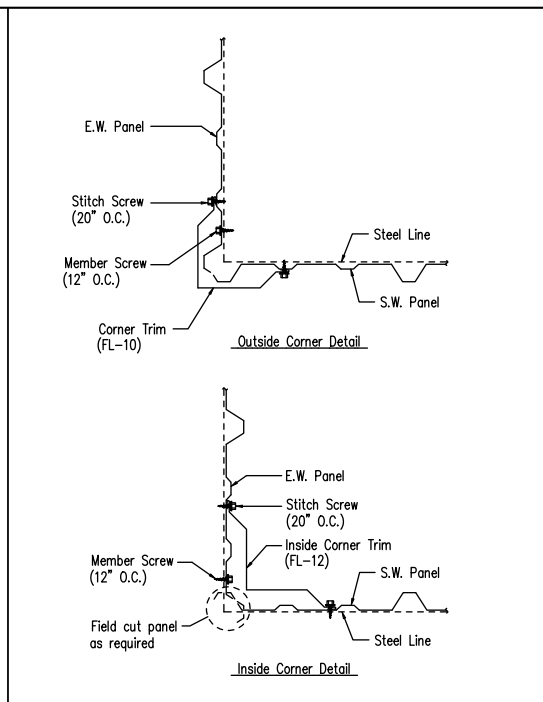 E.W. Panel
Stitch Screw
(20" O.C.)
Member Screw
(12" O.C.)
Corner Trim
(FL-10)
Steel Line
S.W. Panel
Outside Corner Detail
E.W. Panel
Stitch Screw
(20" O.C.)
Inside Corner Trim
(FL-12)
Member Screw
(12" O.C.)
S.W. Panel
Field cut panel
as required
Steel Line
Inside Corner Detail